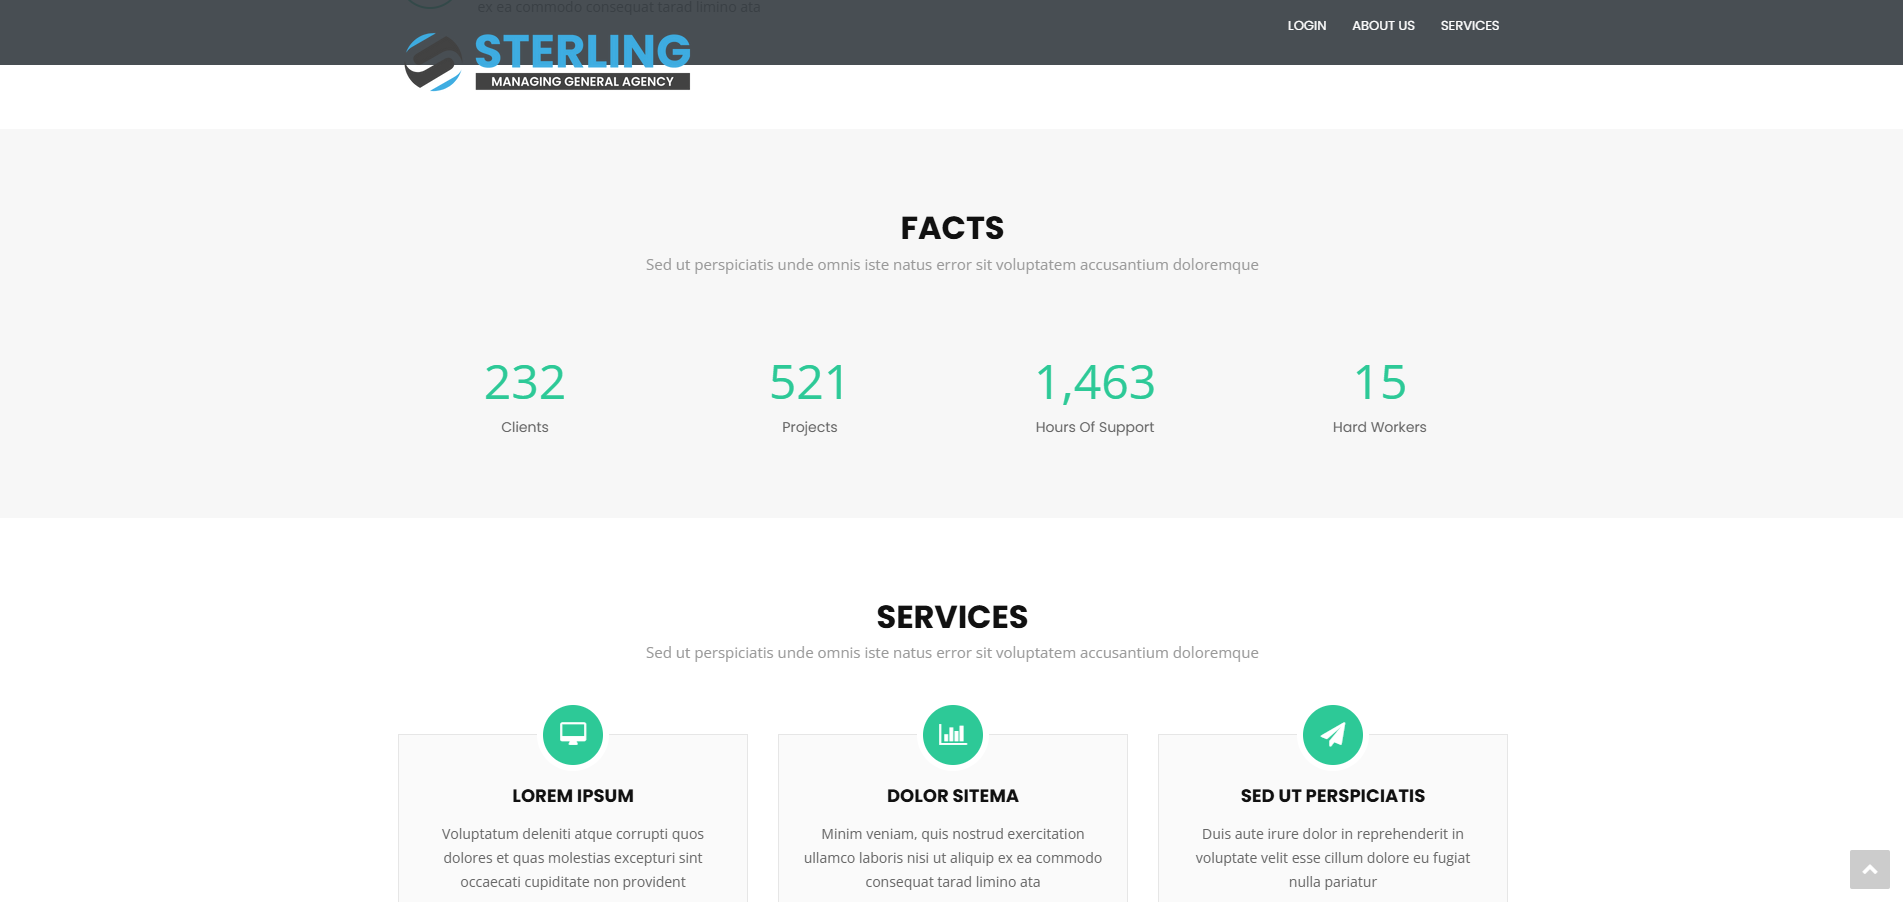 ex ea commodo consequat tarad limino ata
LOGIN ABOUT US SERVICES
STERLING
MANAGING GENERAL AGENCY
FACTS
Sed ut perspiciatis unde omnis iste natus error sit voluptatem accusantium doloremque
232 521 1,463 15
Clients Projects Hours Of Support Hard Workers
SERVICES
Sed ut perspiciatis unde omnis iste natus error sit voluptatem accusantium doloremque
LOREM IPSUM
Voluptatum deleniti atque corrupti quos
dolores et quas molestias excepturi sint
occaecati cupiditate non provident
DOLOR SITEMA
Minim veniam, quis nostrud exercitation
ullamco laboris nisi ut aliquip ex ea commodo
consequat tarad limino ata
SED UT PERSPICIATIS
Duis aute irure dolor in reprehenderit in
voluptate velit esse cillum dolore eu fugiat
nulla pariatur